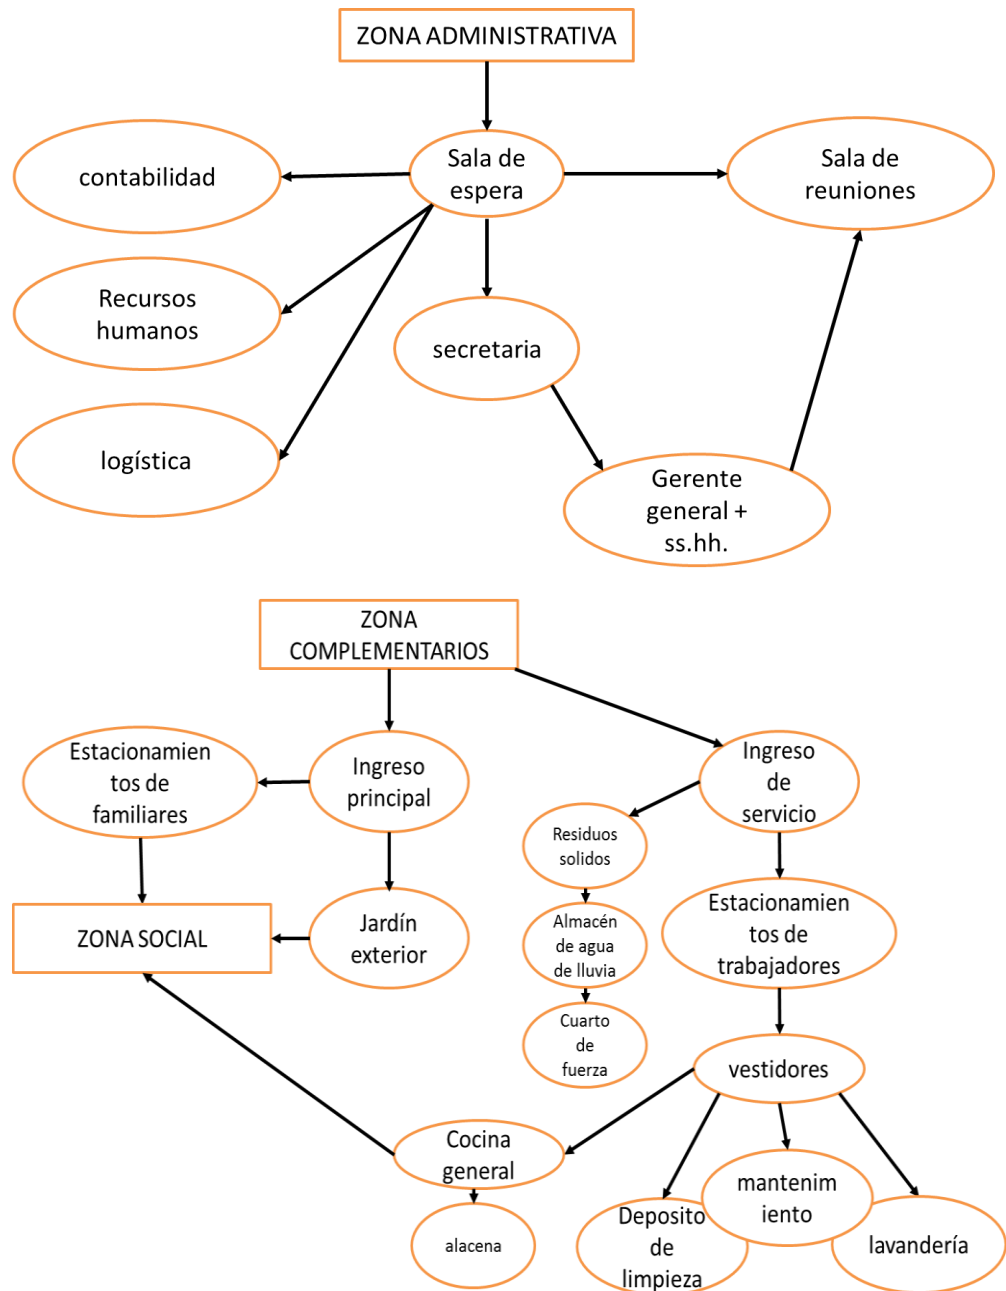 ZONA ADMINISTRATIVA
contabilidad
Sala de
espera
Sala de
reuniones
Recursos
humanos
secretaria
logística
Gerente
general +
ss.hh.
ZONA
COMPLEMENTARIOS
Estacionamien
tos de
familiares
Ingreso
principal
Ingreso
de
servicio
Residuos
solidos
ZONA SOCIAL
Jardín
exterior
Almacén
de agua
de lluvia
Estacionamien
tos de
trabajadores
Cuarto
de
fuerza
vestidores
Cocina
general
alacena
Deposito
de
limpieza
mantenim
iento
lavandería